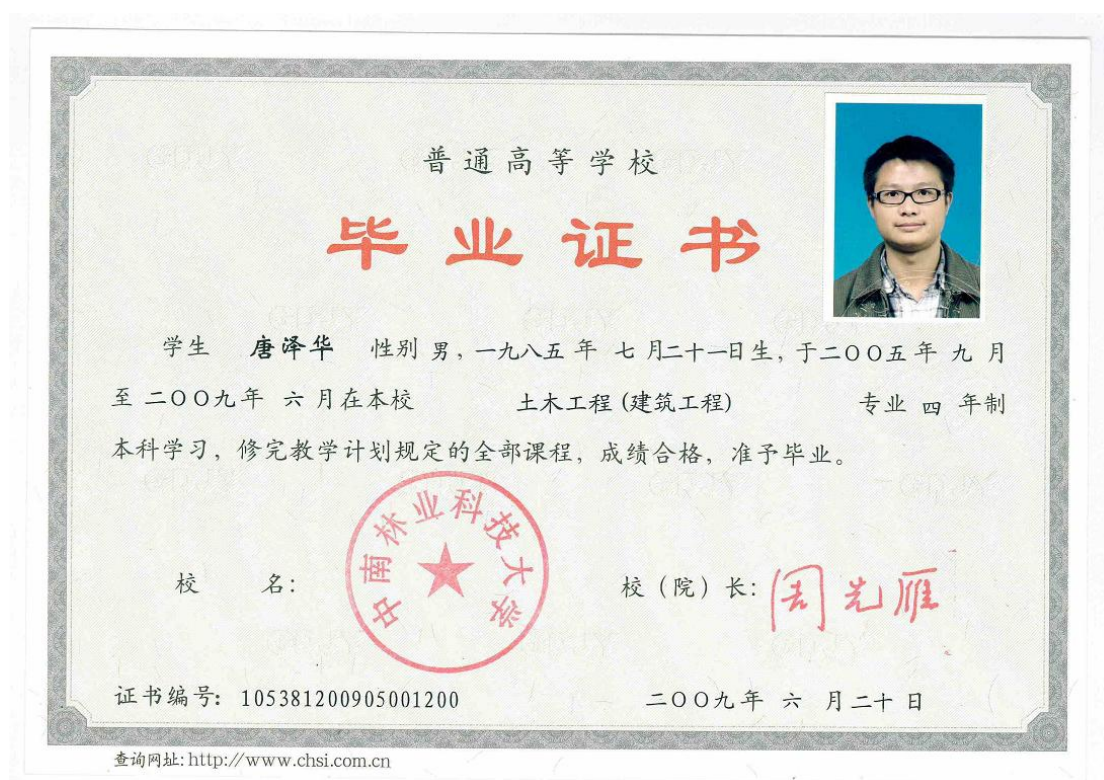 普通高等学校
毕业证书
学生 唐泽华 性别 男，一九八五年 七月二十一日生，于二〇〇五年 九月
至二〇〇九年 六月在本校 土木工程(建筑工程) 专业 四 年制
本科学习，修完教学计划规定的全部课程，成绩合格，准予毕业。
中南林业科技大学
校 名： 校（院）长：周先雁
证书编号：105381200905001200 二〇〇九年 六 月二十日
查询网址:http://www.chsi.com.cn